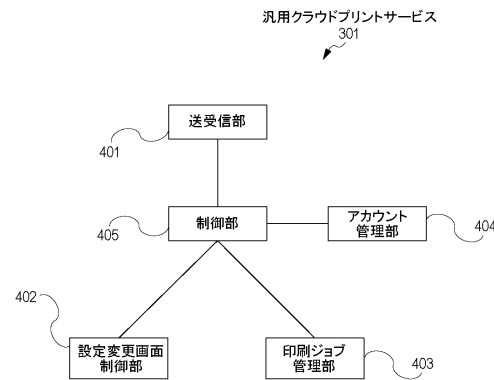 汎用クラウドプリントサービス
301
送受信部
401
制御部
405
アカウント
管理部
404
402
設定変更画面
制御部
印刷ジョブ
管理部
403